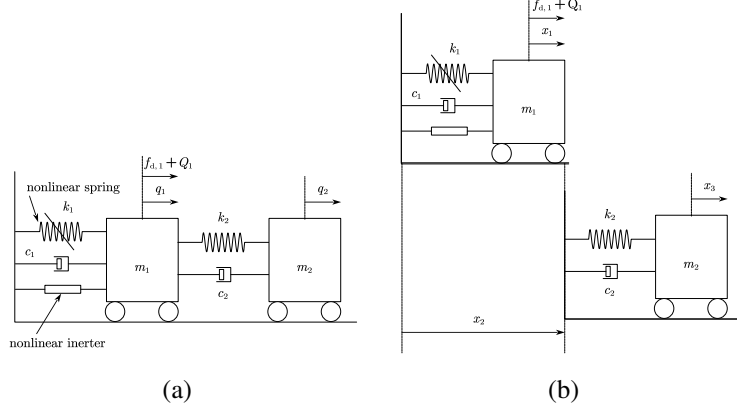 f_{d,1} + Q_1
q_1
q_2
nonlinear spring
k_1
k_2
c_1
m_1
m_2
c_2
nonlinear inerter
(a)
f_{d,1} + Q_1
x_1
k_1
c_1
m_1
x_3
k_2
m_2
c_2
x_2
(b)